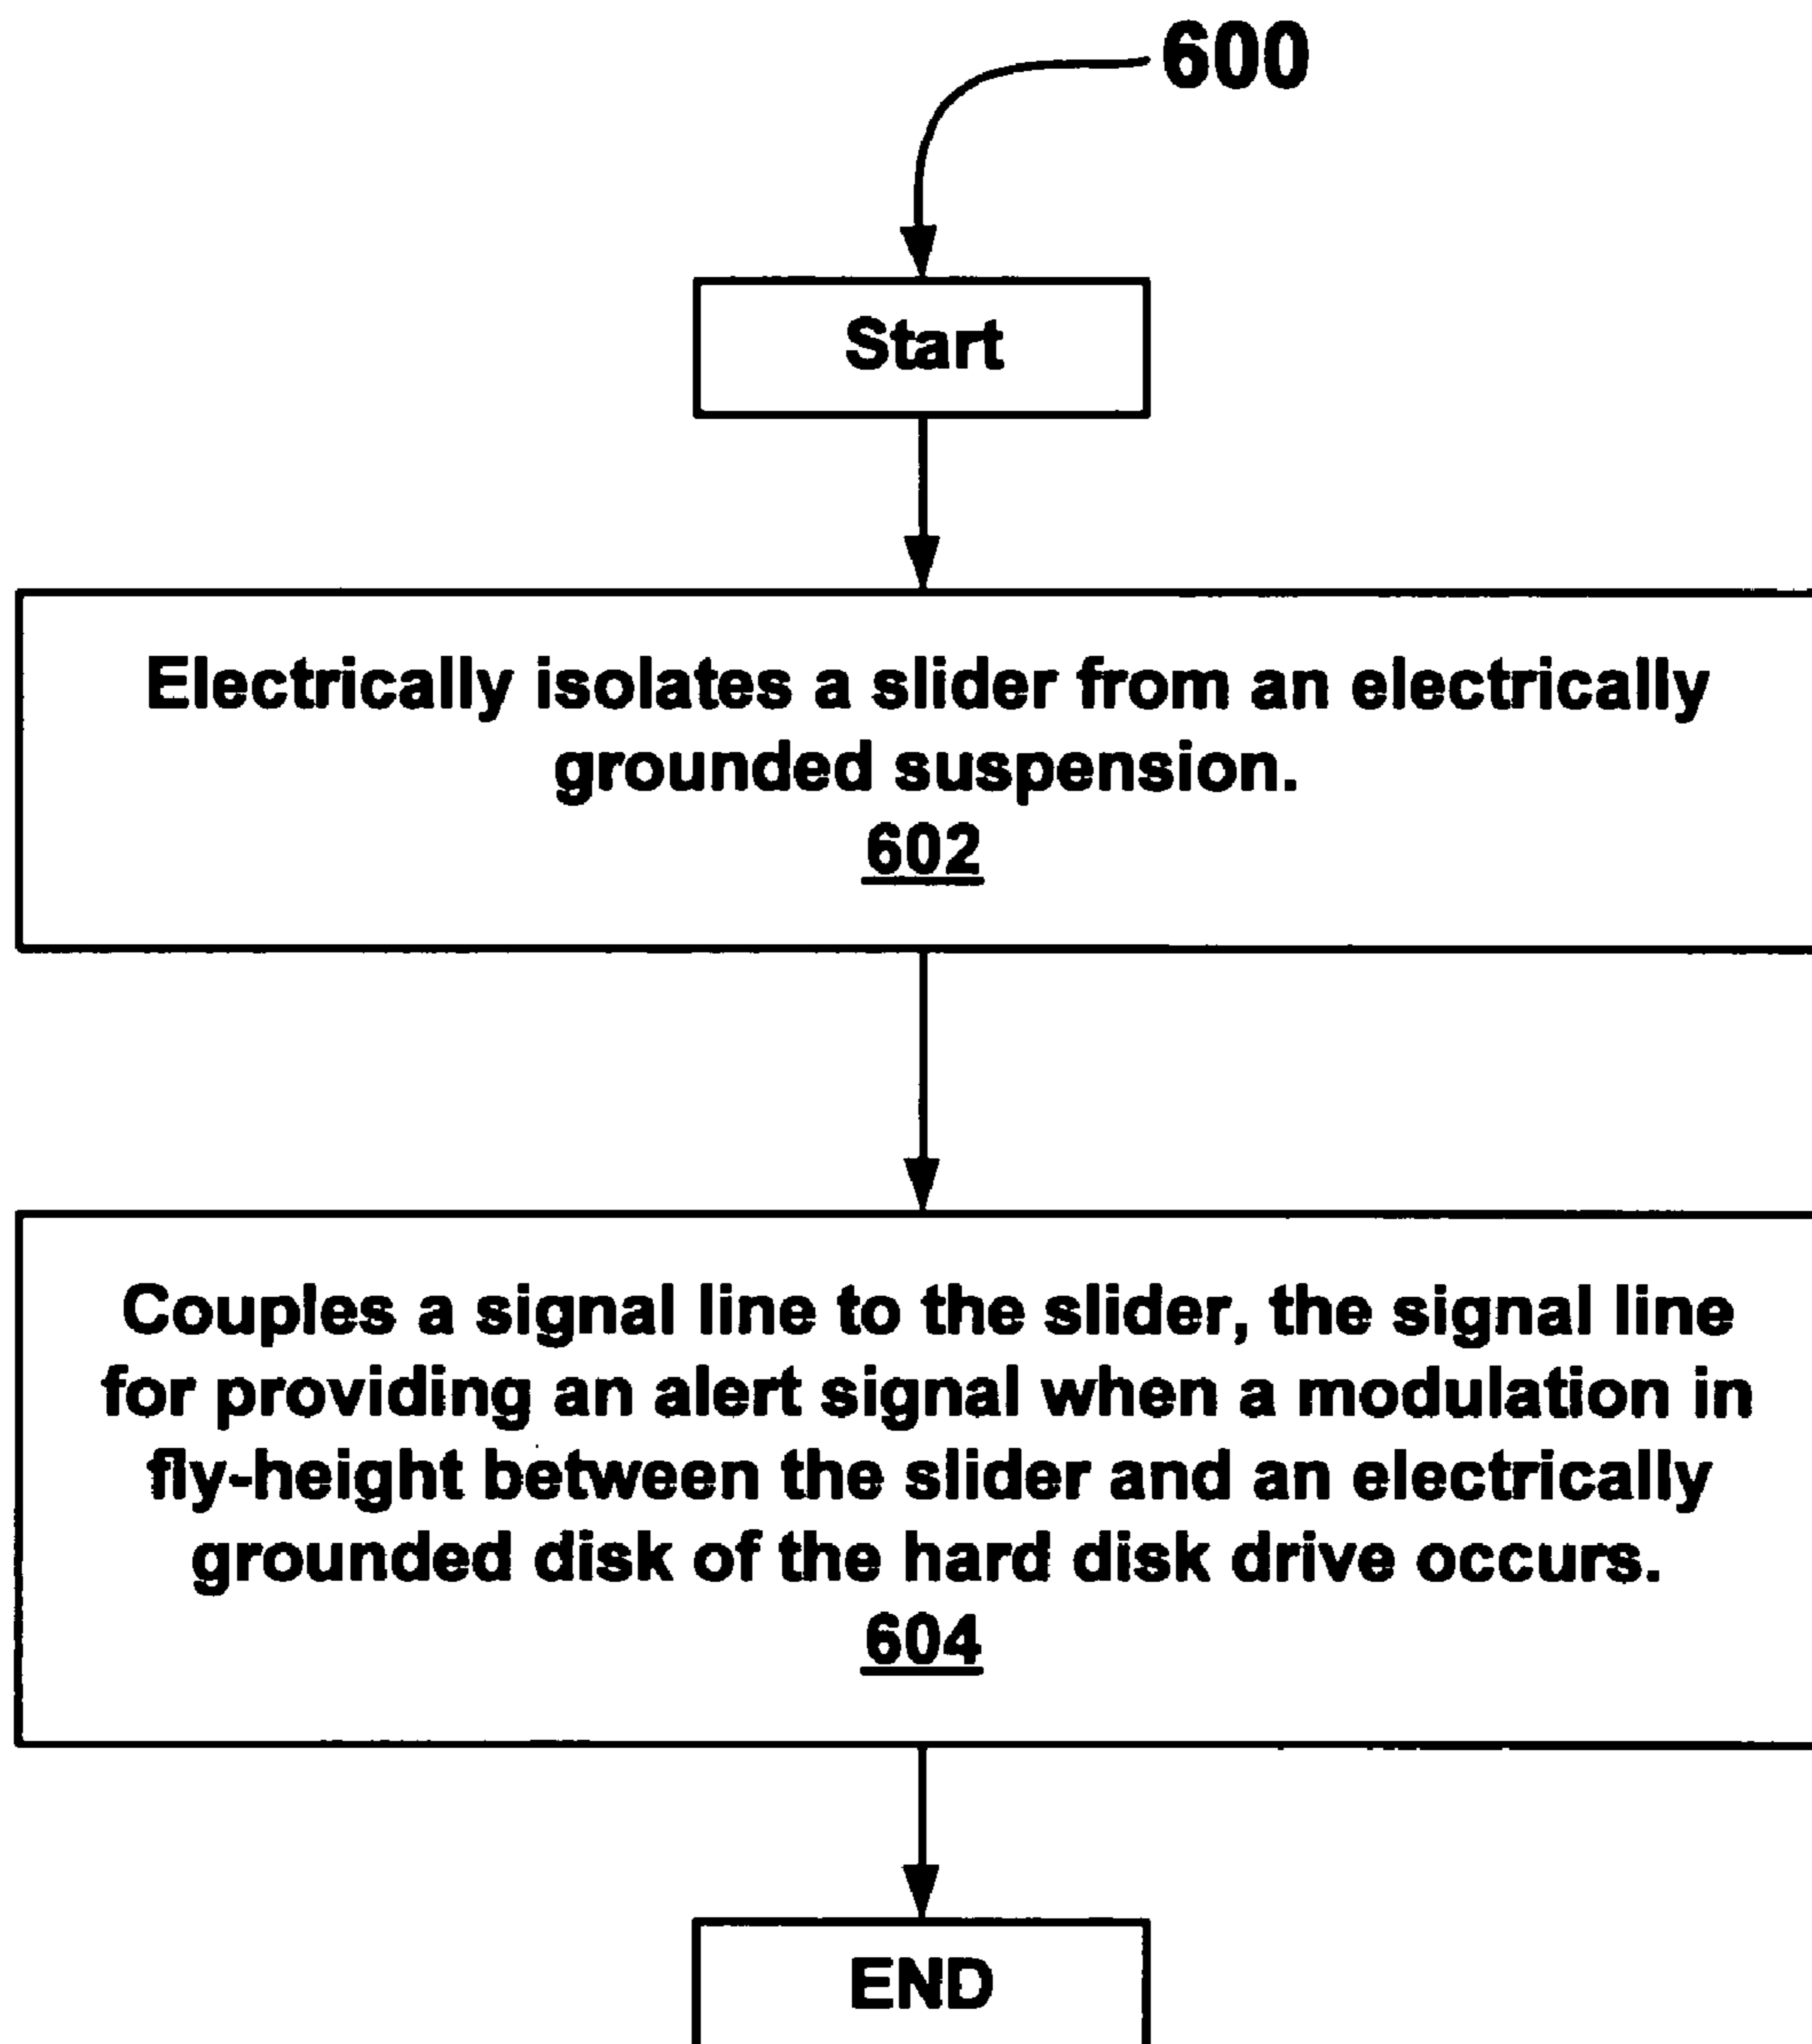 600
Start
Electrically isolates a slider from an electrically
grounded suspension.
602
Couples a signal line to the slider, the signal line
for providing an alert signal when a modulation in
fly-height between the slider and an electrically
grounded disk of the hard disk drive occurs.
604
END